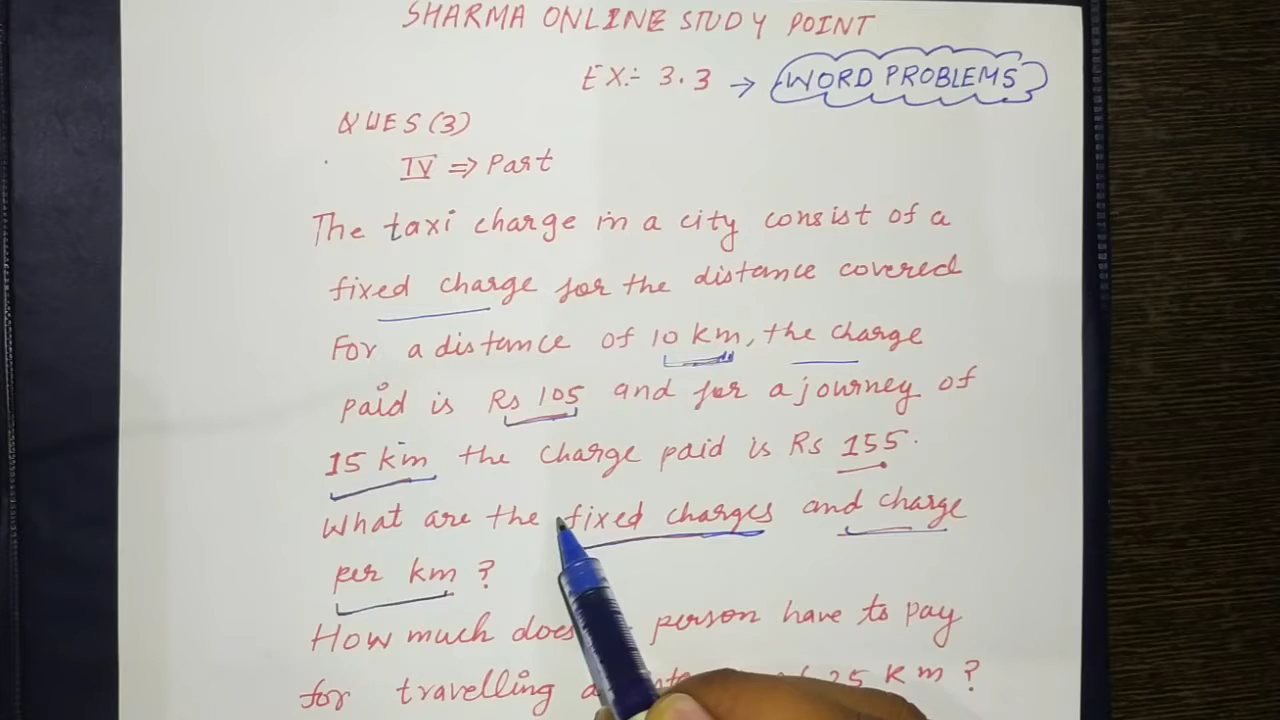 SHARMA ONLINE STUDY POINT
EX:- 3.3 → WORD PROBLEMS
QUES (3)
IV ⇒ Part
The taxi charge in a city consist of a
fixed charge for the distance covered
For a distance of 10 km, the charge
paid is Rs 105 and for a journey of
15 km the charge paid is Rs 155.
What are the fixed charges and charge
per km ?
How much does person have to pay
for travelling a 25 km ?